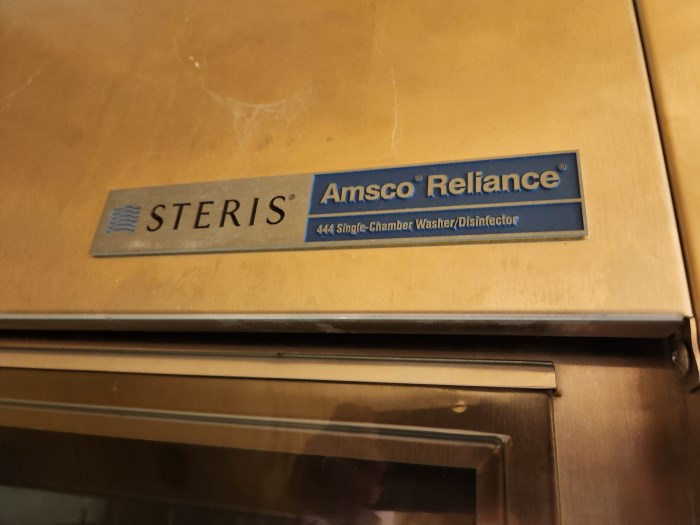 STERIS®
Amsco® Reliance®
444 Single-Chamber Washer/Disinfector